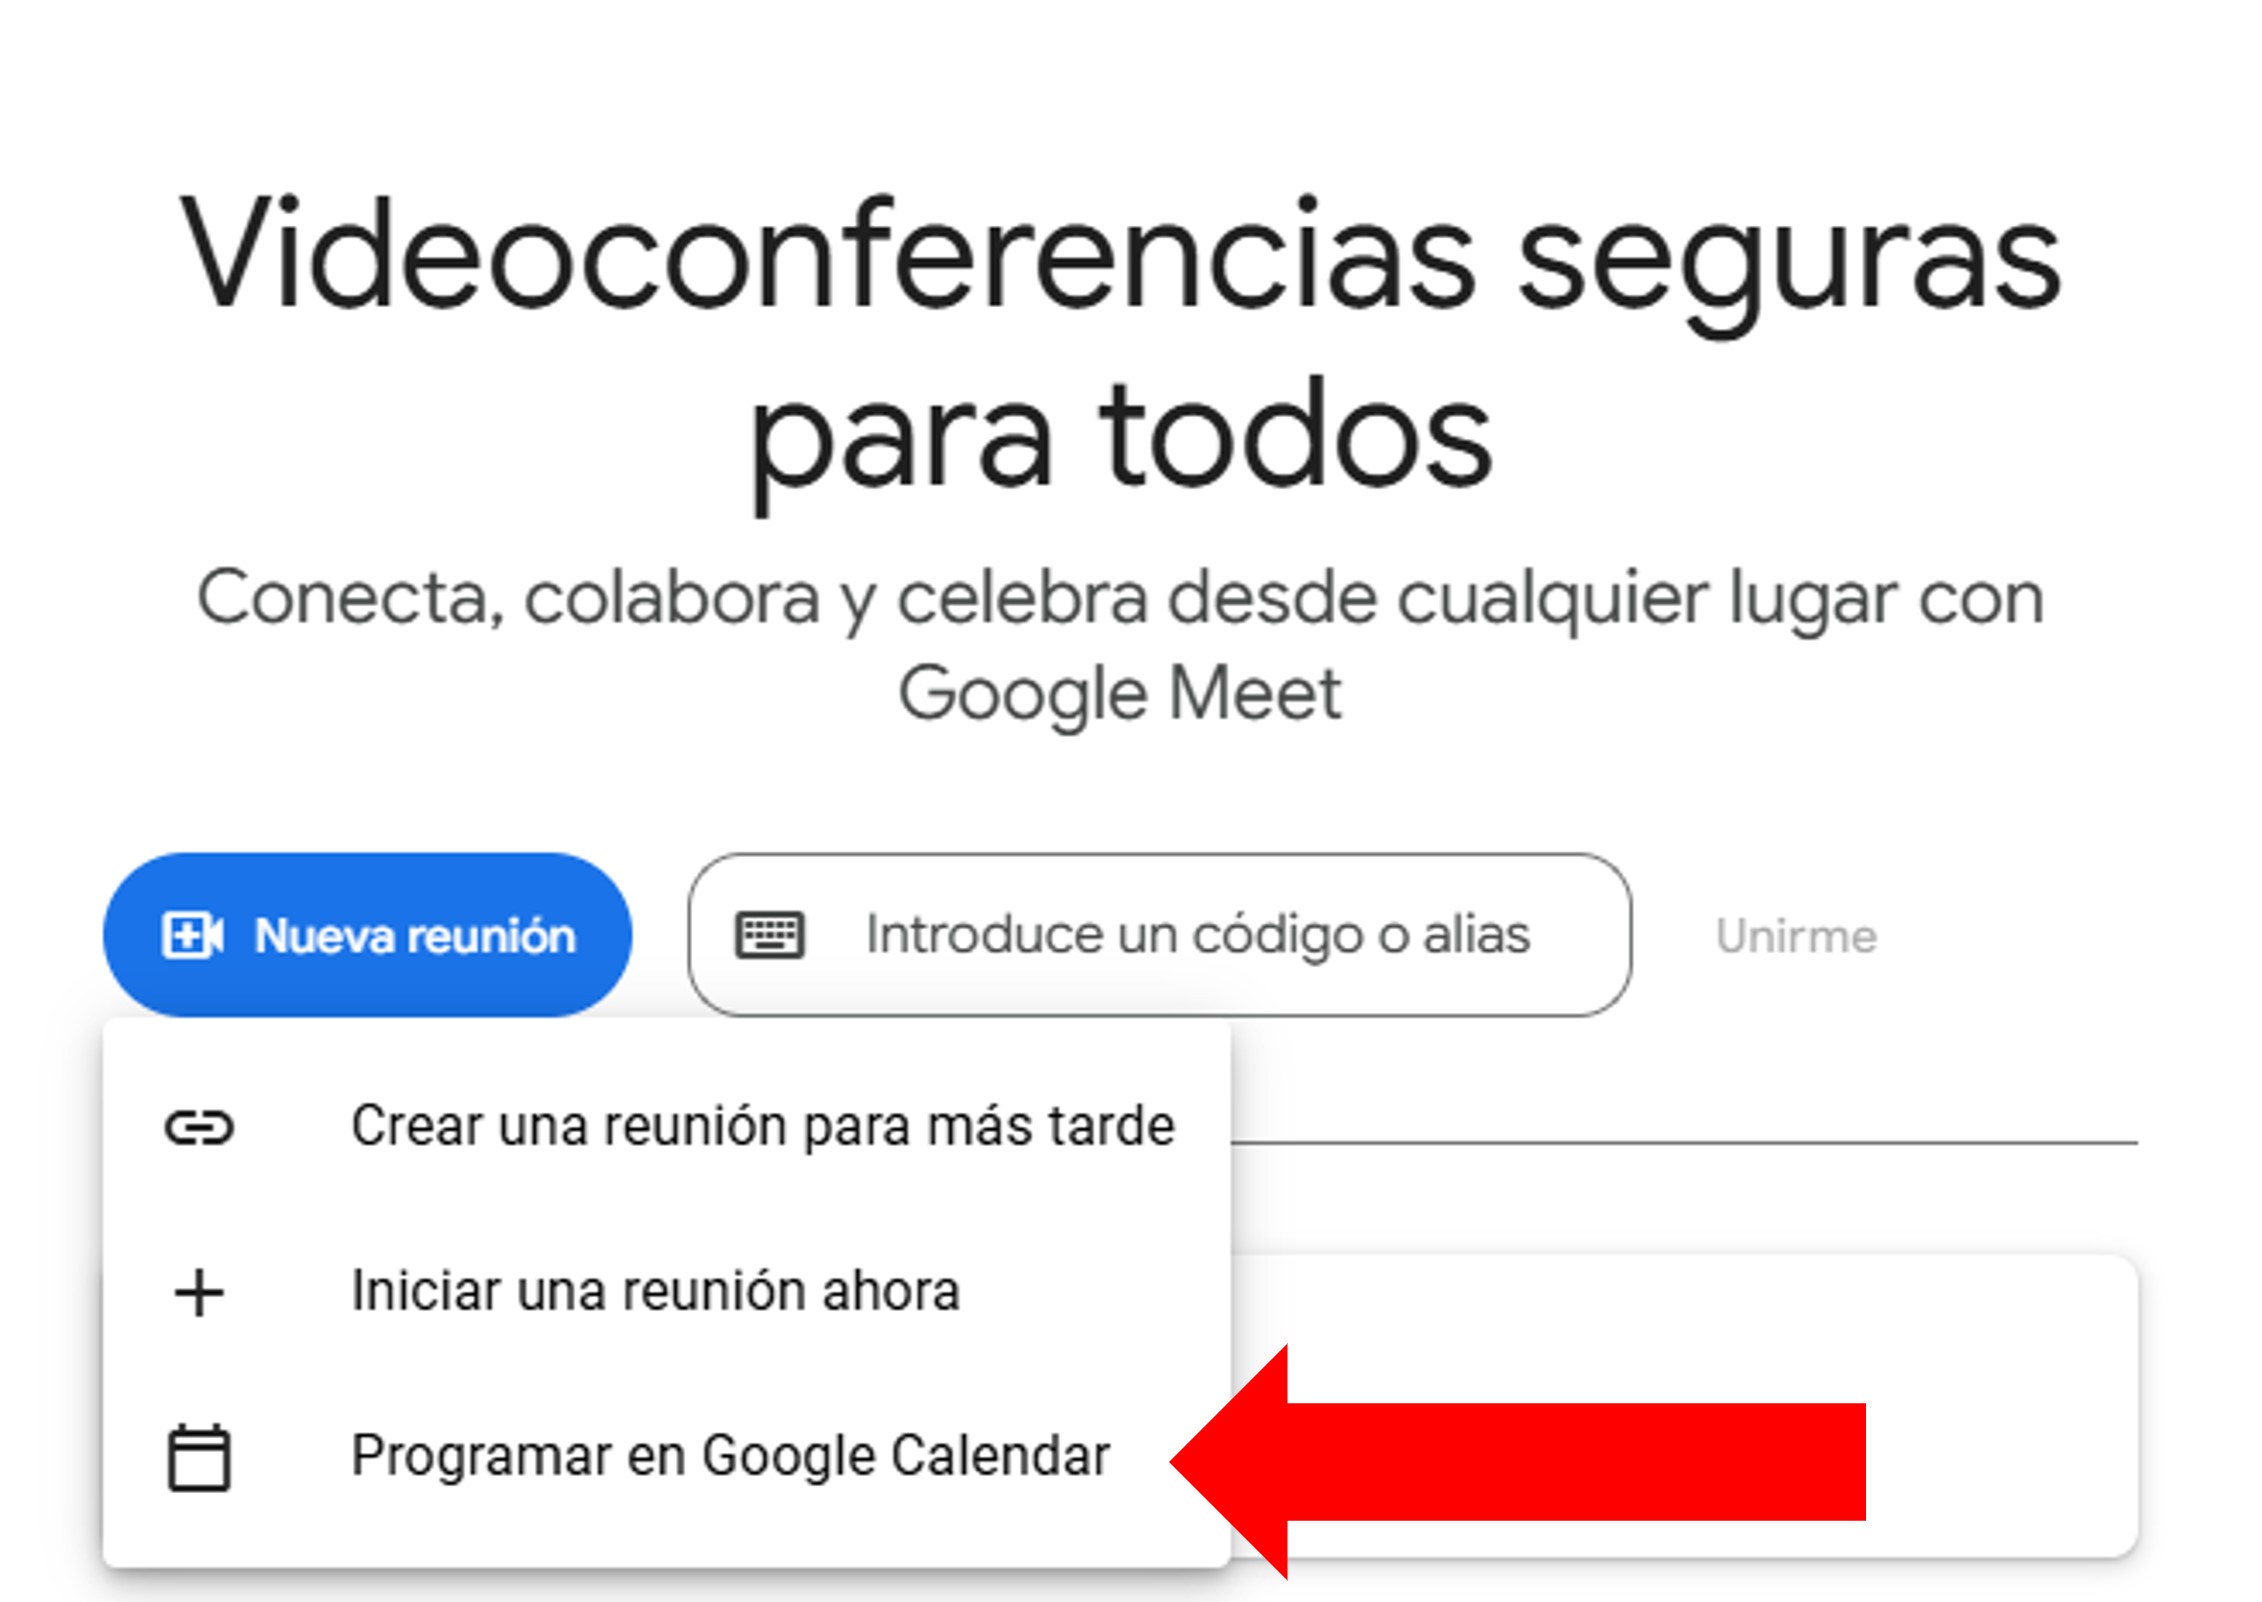 Videoconferencias seguras
para todos
Conecta, colabora y celebra desde cualquier lugar con
Google Meet
Nueva reunión
Introduce un código o alias
Unirme
Crear una reunión para más tarde
Iniciar una reunión ahora
Programar en Google Calendar